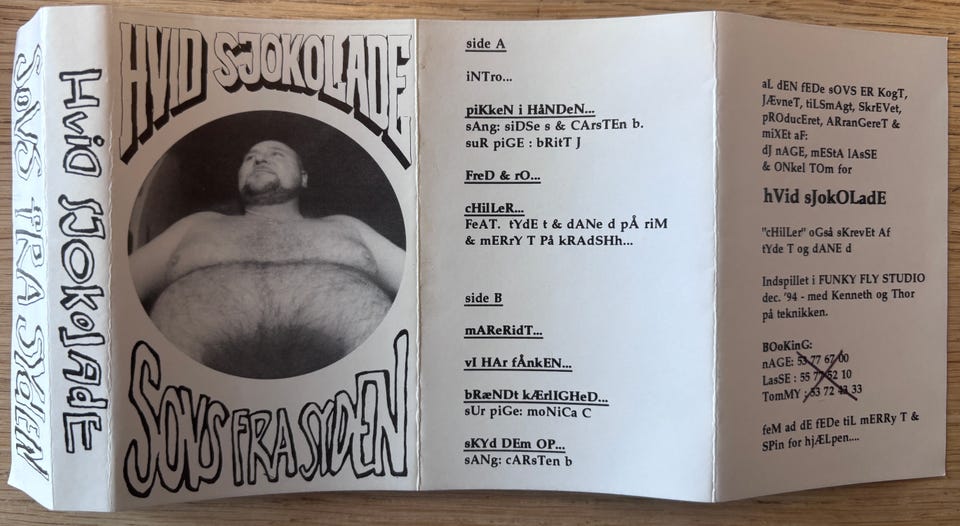 SOVS FRA SYDEN
HVid SJOKOLAdE
HVID SJOKOLADE
SOVS FRA SYDEN
side A
iNTro...
piKkeN i HåNDeN...
sAng: siDSe s & CArsTEn b.
suR piGe : bRitT J
FreD & rO...
cHilLeR...
FeAT. tYdE t & dANe d pÅ riM
& mERrY T På kRAdSHh...
side B
mAReRidT...
vI HAr fÅnkEN...
bRæNDt kÆrlIGHeD...
sUr piGe: moNiCa C
sKYd DEm OP...
sANg: cARsTen b
aL dEN fEDe sOVS ER KogT,
JÆvneT, tiLSmAgt, SkrEVet,
pROduceret, ARranGereT &
miXEt aF:
dJ nAGE, mEStA lAsSE
& ONkel TOm for
hVid sJokOLadE
"cHilLer" oGså sKrevEt Af
tYde T og dANE d
Indspillet i FUNKY FLY STUDIO
dec. '94 - med Kenneth og Thor
på teknikken.
BOoKinG:
nAGE: 53 77 67 00
LasSE : 55 77 52 10
TomMY : 53 72 43 33
feM ad dE fEDe tiL mERRy T &
SPin for hjÆLpen....